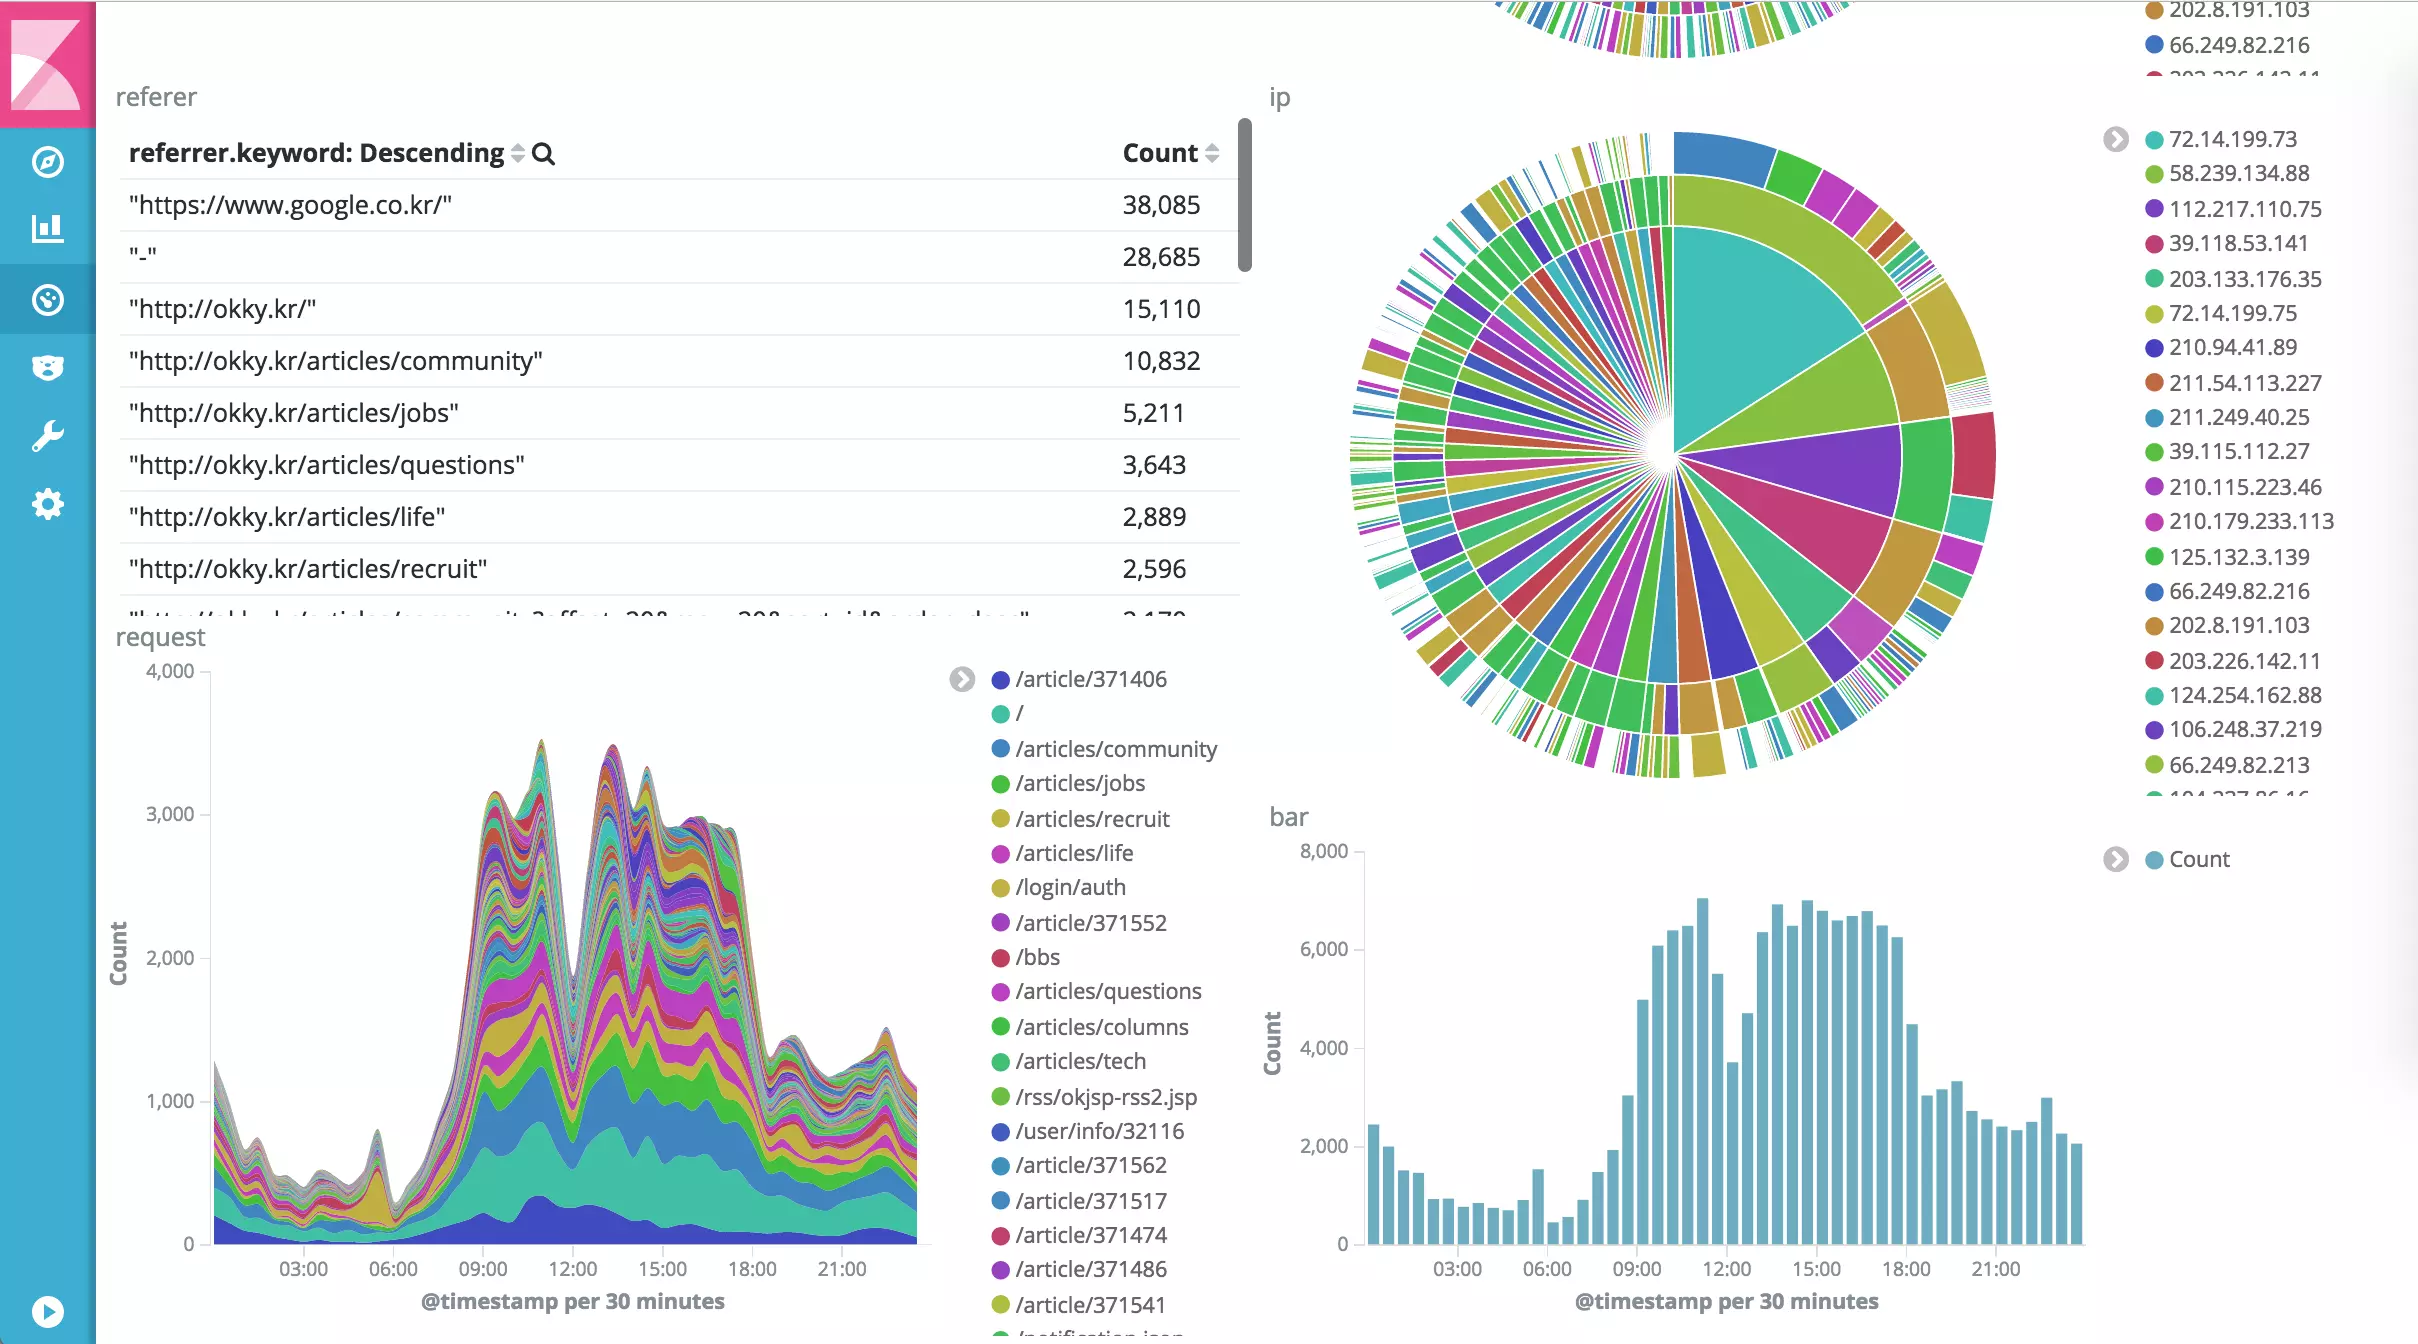 202.8.191.103
66.249.82.216
referer
referrer.keyword: Descending Count
"https://www.google.co.kr/" 38,085
"-" 28,685
"http://okky.kr/" 15,110
"http://okky.kr/articles/community" 10,832
"http://okky.kr/articles/jobs" 5,211
"http://okky.kr/articles/questions" 3,643
"http://okky.kr/articles/life" 2,889
"http://okky.kr/articles/recruit" 2,596
ip
72.14.199.73
58.239.134.88
112.217.110.75
39.118.53.141
203.133.176.35
72.14.199.75
210.94.41.89
211.54.113.227
211.249.40.25
39.115.112.27
210.115.223.46
210.179.233.113
125.132.3.139
66.249.82.216
202.8.191.103
203.226.142.11
124.254.162.88
106.248.37.219
66.249.82.213
request
4,000
3,000
2,000
1,000
0
Count
03:00 06:00 09:00 12:00 15:00 18:00 21:00
@timestamp per 30 minutes
/article/371406
/
/articles/community
/articles/jobs
/articles/recruit
/articles/life
/login/auth
/article/371552
/bbs
/articles/questions
/articles/columns
/articles/tech
/rss/okjsp-rss2.jsp
/user/info/32116
/article/371562
/article/371517
/article/371474
/article/371486
/article/371541
bar
8,000
6,000
4,000
2,000
0
Count
03:00 06:00 09:00 12:00 15:00 18:00 21:00
@timestamp per 30 minutes
Count